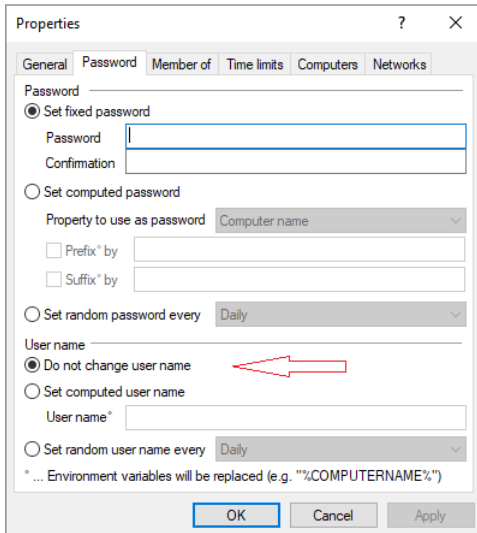 Properties ? ×
General Password Member of Time limits Computers Networks
Password
Set fixed password
Password
Confirmation
Set computed password
Property to use as password Computer name
Prefix° by
Suffix° by
Set random password every Daily
User name
Do not change user name
Set computed user name
User name°
Set random user name every Daily
° ... Environment variables will be replaced (e.g. "%COMPUTERNAME%")
OK Cancel Apply